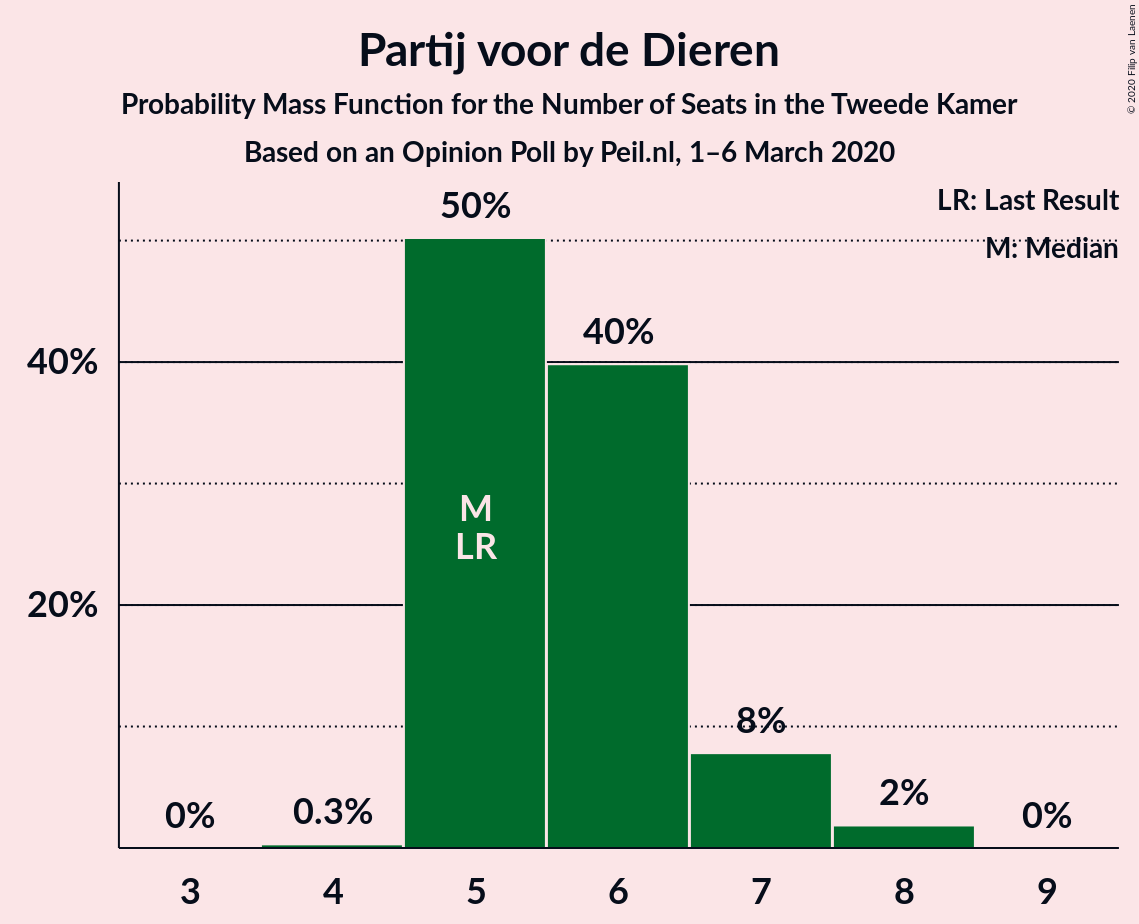 Partij voor de Dieren
Probability Mass Function for the Number of Seats in the Tweede Kamer
Based on an Opinion Poll by Peil.nl, 1–6 March 2020
© 2020 Filip van Laenen
LR: Last Result
M: Median
50%
40%
40%
M
LR
20%
8%
2%
0%
0.3%
0%
3 4 5 6 7 8 9